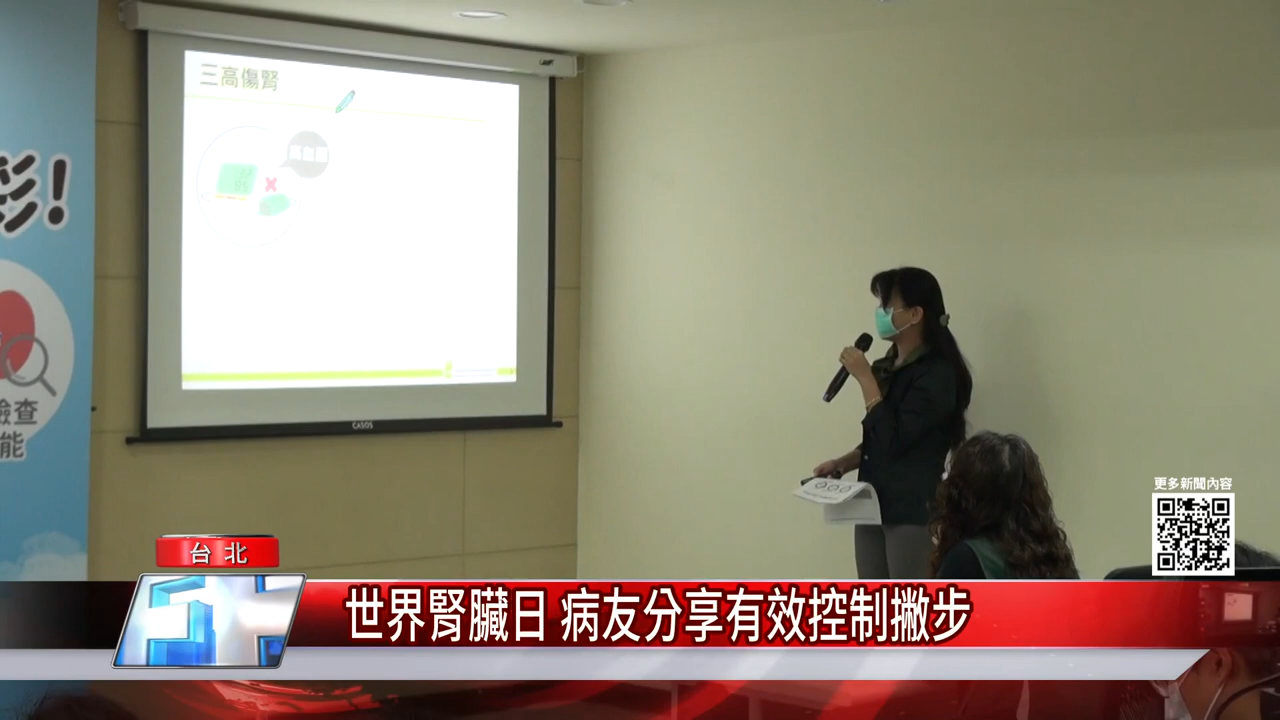 三高傷腎
高血壓
彩!
檢查
能
CASOS
更多新聞內容
台北
世界腎臟日 病友分享有效控制撇步